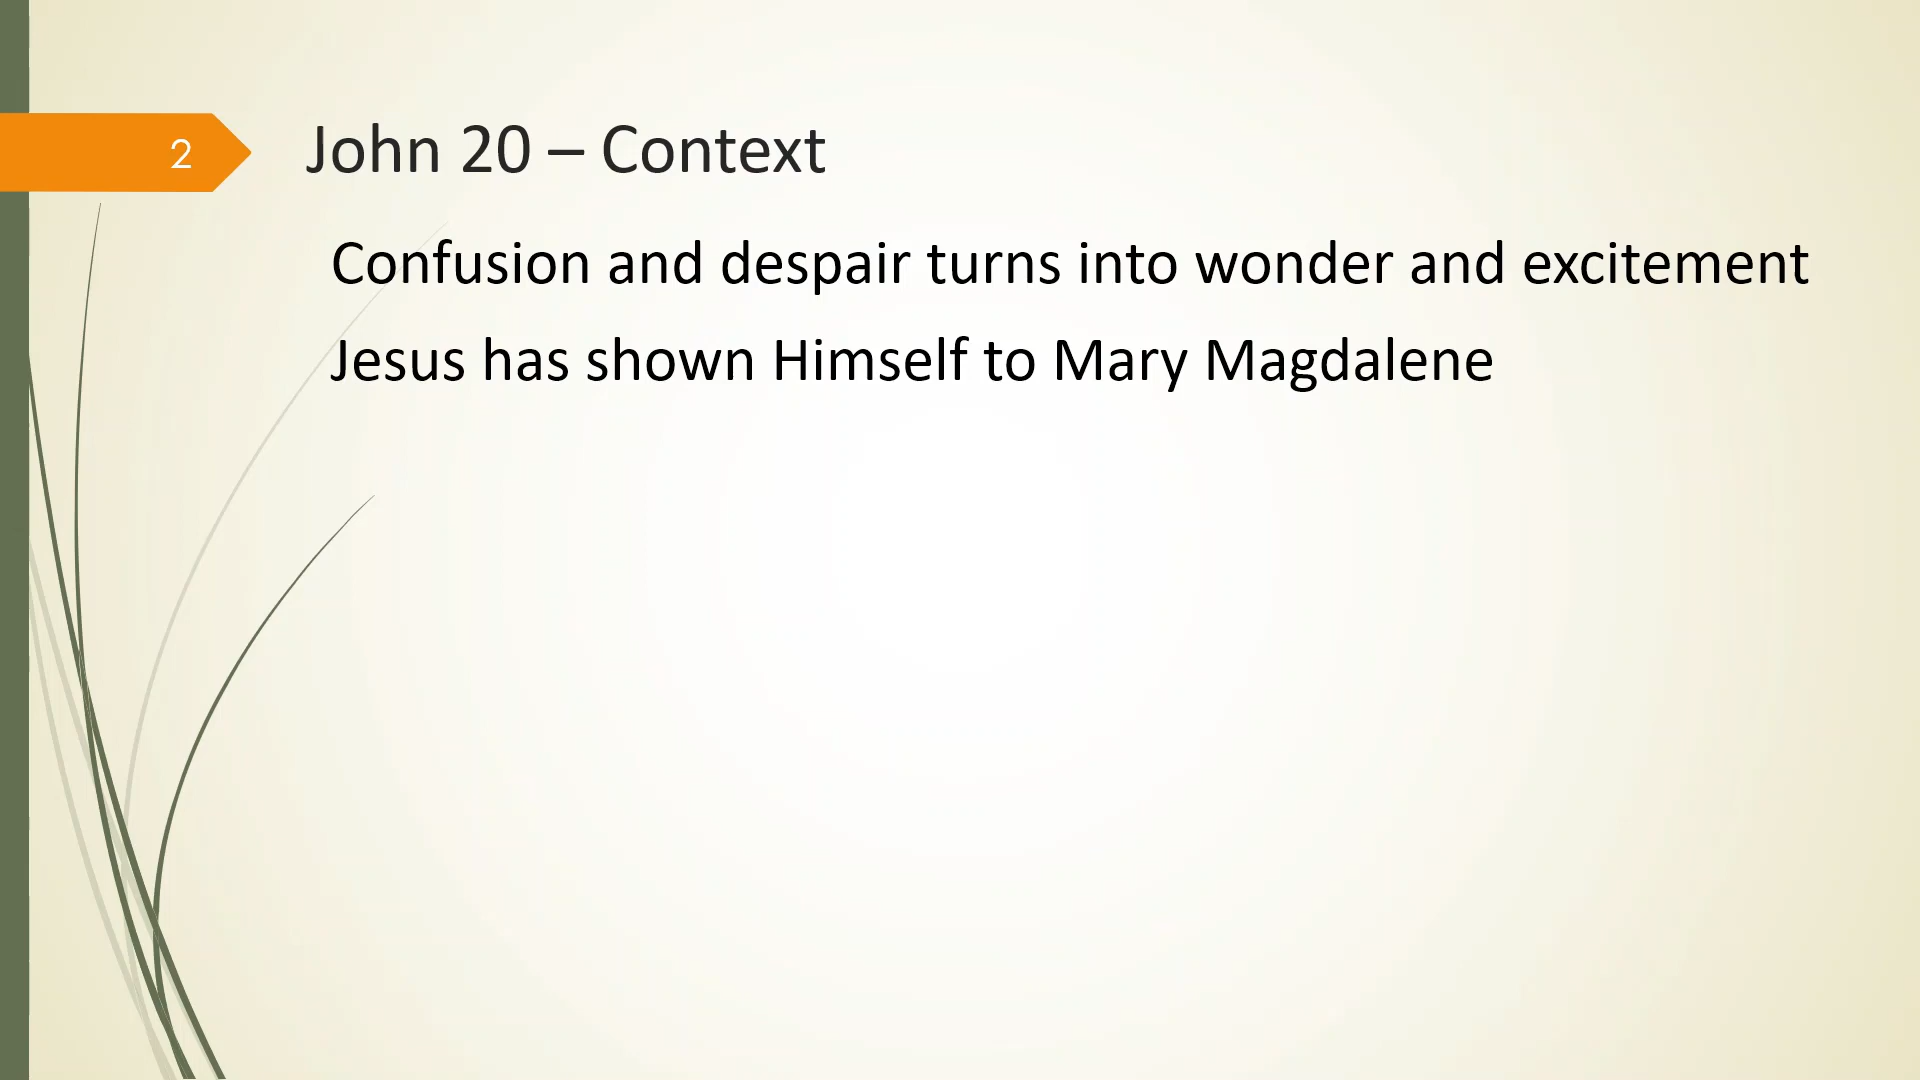 2
John 20 – Context
Confusion and despair turns into wonder and excitement
Jesus has shown Himself to Mary Magdalene